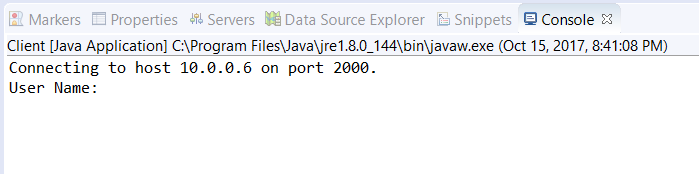 Markers Properties Servers Data Source Explorer Snippets Console
Client [Java Application] C:\Program Files\Java\jre1.8.0_144\bin\javaw.exe (Oct 15, 2017, 8:41:08 PM)
Connecting to host 10.0.0.6 on port 2000.
User Name: